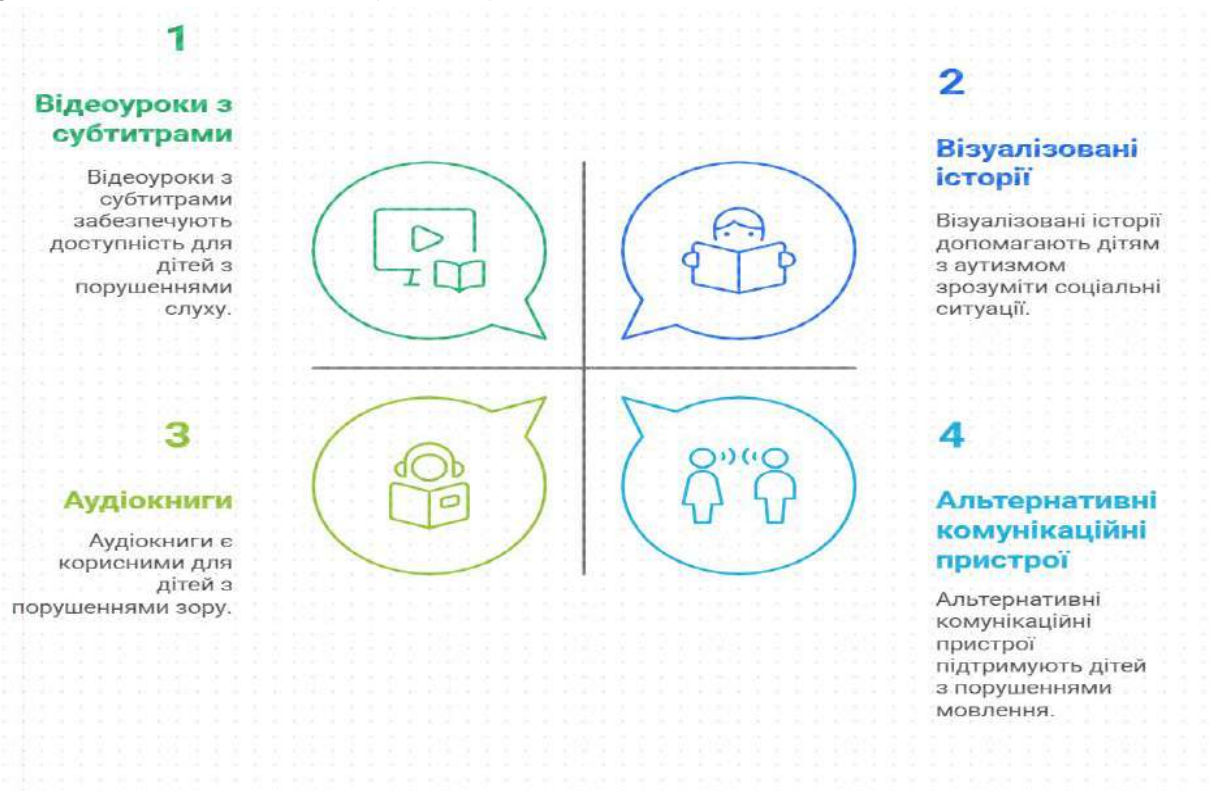 1
Відеоуроки з
субтитрами
Відеоуроки з
субтитрами
забезпечують
доступність для
дітей з
порушеннями
слуху.
2
Візуалізовані
історії
Візуалізовані історії
допомагають дітям
з аутизмом
зрозуміти соціальні
ситуації.
3
Аудіокниги
Аудіокниги є
корисними для
дітей з
порушеннями зору.
4
Альтернативні
комунікаційні
пристрої
Альтернативні
комунікаційні
пристрої
підтримують дітей
з порушеннями
мовлення.